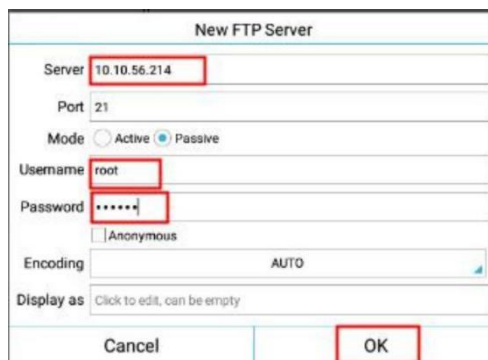 New FTP Server
Server 10.10.56.214
Port 21
Mode Active Passive
Username root
Password ••••••
Anonymous
Encoding AUTO
Display as Click to edit, can be empty
Cancel OK